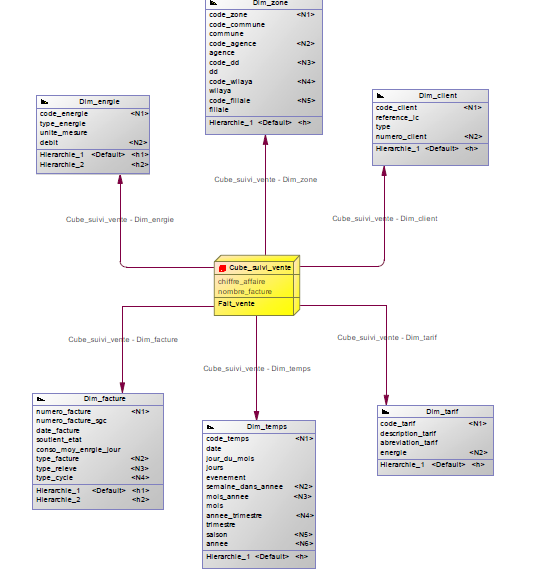 Dim_zone
code_zone <N1>
code_commune
commune
code_agence <N2>
agence
code_dd <N3>
dd
code_wilaya <N4>
wilaya
code_filiale <N5>
filiale
Hierarchie_1 <Default> <h>
Dim_enrgie
code_energie <N1>
type_energie
unite_mesure
debit <N2>
Hierarchie_1 <Default> <h1>
Hierarchie_2 <h2>
Dim_client
code_client <N1>
reference_lc
type
numero_client <N2>
Hierarchie_1 <Default> <h>
Cube_suivi_vente - Dim_zone
Cube_suivi_vente - Dim_enrgie
Cube_suivi_vente - Dim_client
Cube_suivi_vente
chiffre_affaire
nombre_facture
Fait_vente
Cube_suivi_vente - Dim_facture
Cube_suivi_vente - Dim_temps
Cube_suivi_vente - Dim_tarif
Dim_facture
numero_facture <N1>
numero_facture_sgc
date_facture
soutient_etat
conso_moy_enrgie_jour
type_facture <N2>
type_releve <N3>
type_cycle <N4>
Hierarchie_1 <Default> <h1>
Hierarchie_2 <h2>
Dim_temps
code_temps <N1>
date
jour_du_mois
jours
evenement
semaine_dans_annee <N2>
mois_annee <N3>
mois
annee_trimestre <N4>
trimestre
saison <N5>
annee <N6>
Hierarchie_1 <Default> <h>
Dim_tarif
code_tarif <N1>
description_tarif
abreviation_tarif
energie <N2>
Hierarchie_1 <Default> <h>